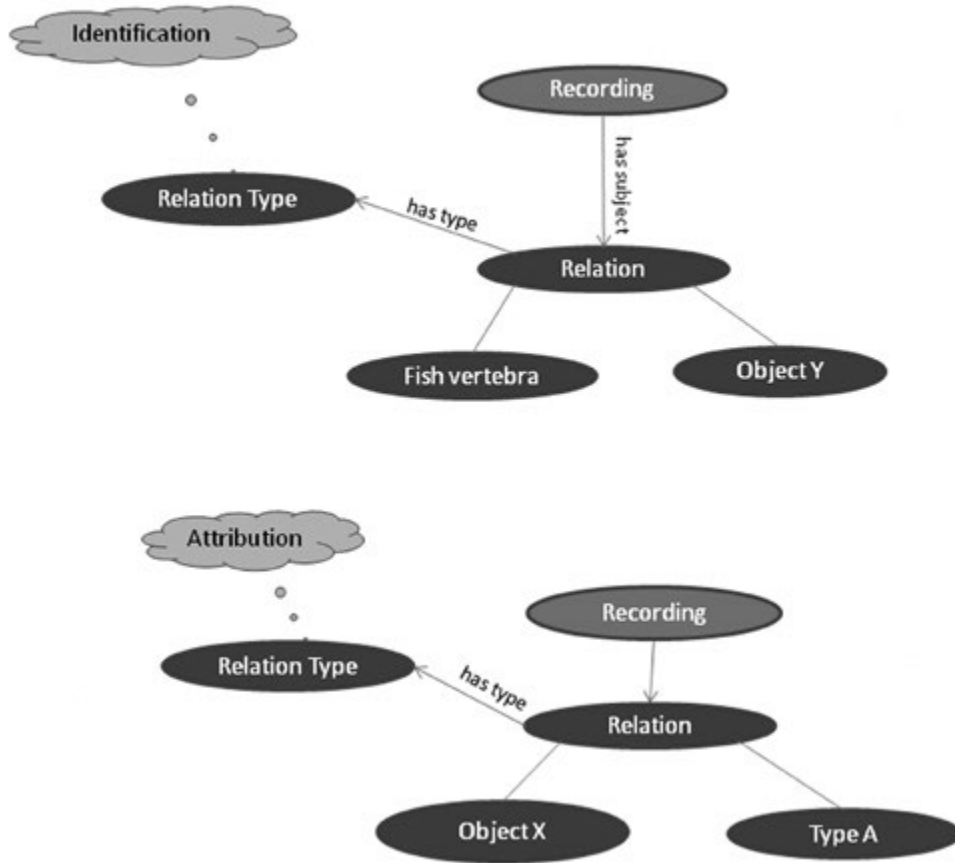 Identification
Recording
has subject
Relation Type
has type
Relation
Fish vertebra
Object Y
Attribution
Recording
Relation Type
has type
Relation
Object X
Type A